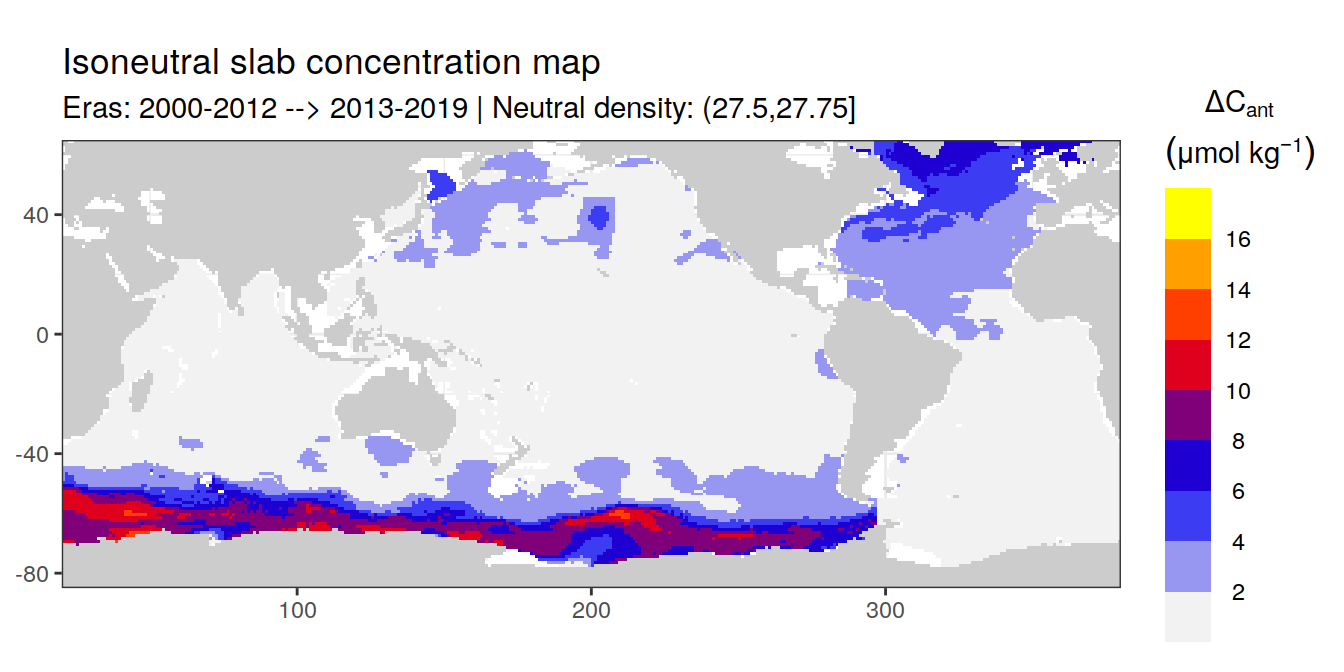 Isoneutral slab concentration map
Eras: 2000-2012 --> 2013-2019 | Neutral density: (27.5,27.75]
ΔCant
(μmol kg⁻¹)
16
14
12
10
8
6
4
2
40
0
-40
-80
100 200 300